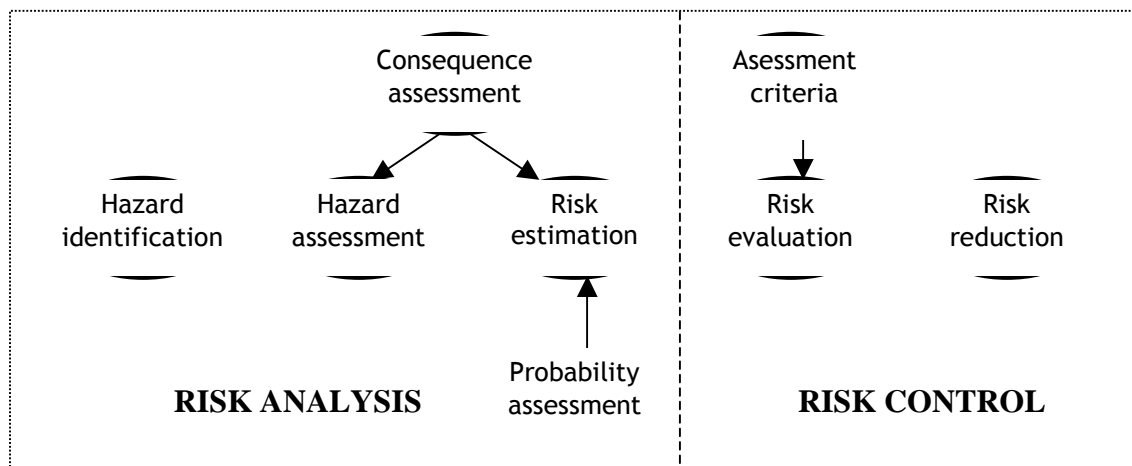 Consequence
assessment
Asessment
criteria
Hazard
identification
Hazard
assessment
Risk
estimation
Risk
evaluation
Risk
reduction
Probability
assessment
RISK ANALYSIS
RISK CONTROL